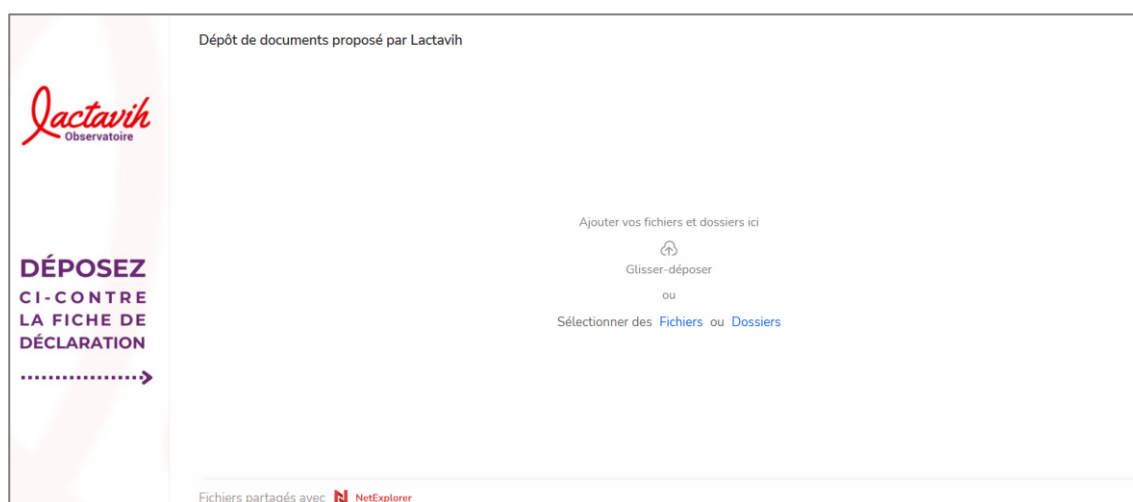 Dépôt de documents proposé par Lactavih
lactavih
Observatoire
DÉPOSEZ
CI-CONTRE
LA FICHE DE
DÉCLARATION
Ajouter vos fichiers et dossiers ici
Glisser-déposer
ou
Sélectionner des Fichiers ou Dossiers
Fichiers partagés avec NetExplorer